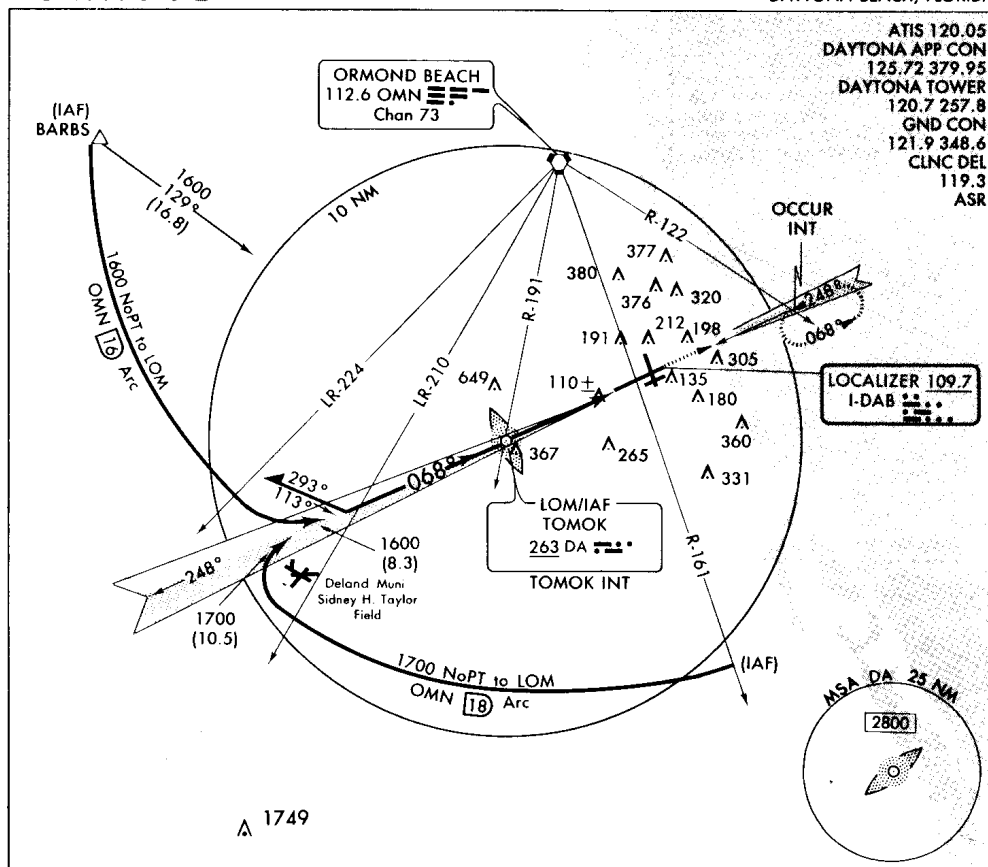 DAYTONA BEACH, FLORIDA
ATIS 120.05
DAYTONA APP CON
125.72 379.95
DAYTONA TOWER
120.7 257.8
GND CON
121.9 348.6
CLNC DEL
119.3
ASR
ORMOND BEACH
112.6 OMN
Chan 73
(IAF)
BARBS
1600
129°
(16.8)
10 NM
R-122
OCCUR
INT
377
380
376
320
248°
068°
1600 NoPT to LOM
OMN 16 Arc
R-191
191
212
198
305
LR-224
LR-210
649
110±
135
180
LOCALIZER 109.7
I-DAB
360
367
265
331
068°
293°
113°
LOM/IAF
TOMOK
263 DA
TOMOK INT
R-161
1600
(8.3)
248°
Deland Muni
Sidney H. Taylor
Field
1700
(10.5)
1700 NoPT to LOM
OMN 18 Arc
(IAF)
MSA DA 25 NM
2800
1749